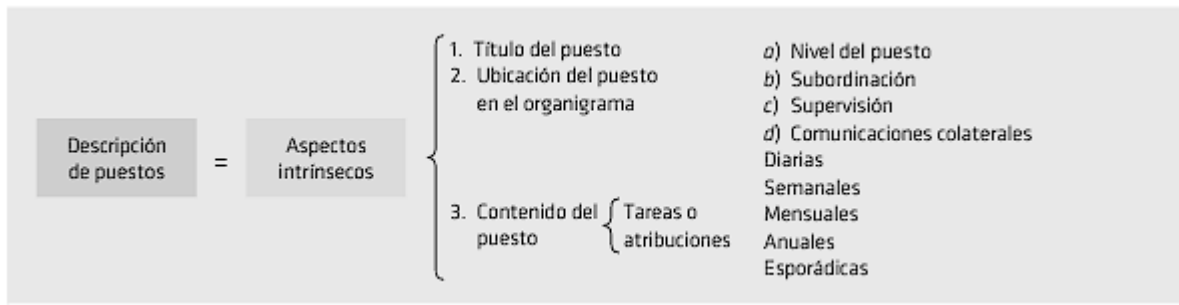 Descripción
de puestos
=
Aspectos
intrínsecos
1. Título del puesto
2. Ubicación del puesto
en el organigrama
a) Nivel del puesto
b) Subordinación
c) Supervisión
d) Comunicaciones colaterales
3. Contenido del
puesto
Tareas o
atribuciones
Diarias
Semanales
Mensuales
Anuales
Esporádicas